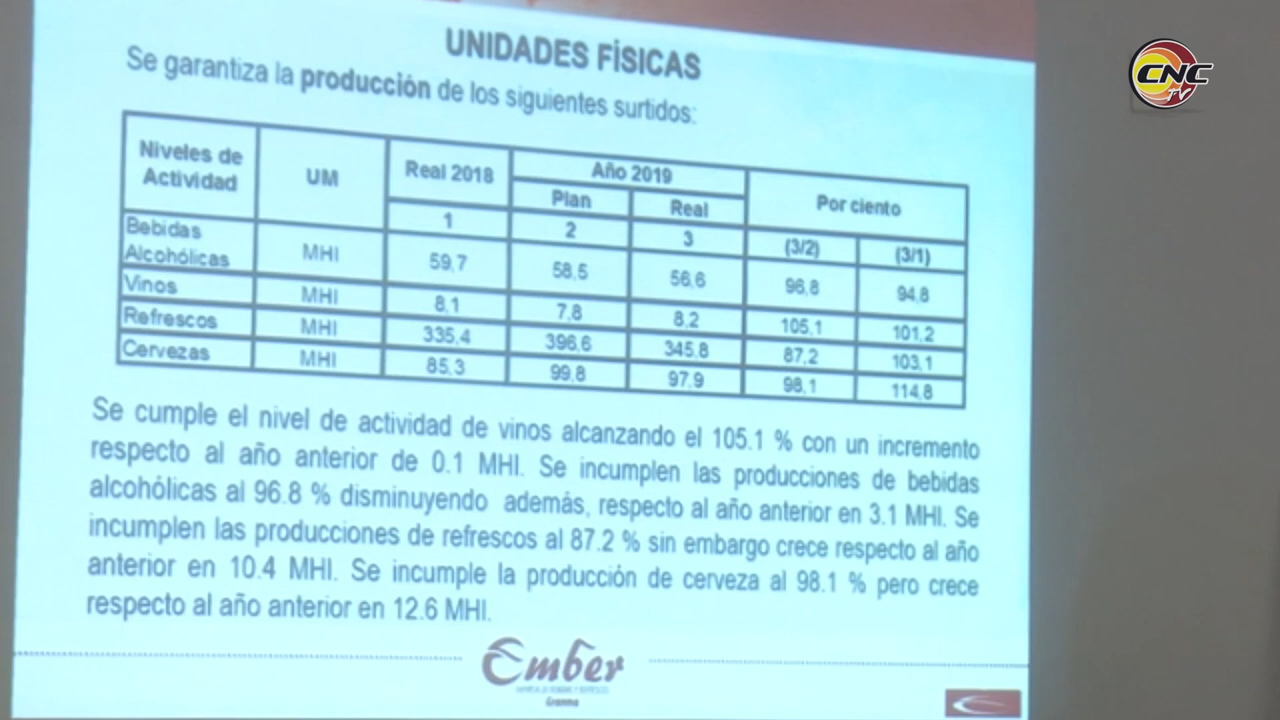 UNIDADES FÍSICAS
Se garantiza la producción de los siguientes surtidos:
Niveles de Actividad UM Real 2018 Año 2019 Por ciento
Plan Real
1 2 3 (3/2) (3/1)
Bebidas Alcohólicas MHl 59,7 58,5 56,6 96,8 94,8
Vinos MHl 8,1 7,8 8,2 105,1 101,2
Refrescos MHl 335,4 396,6 345,8 87,2 103,1
Cervezas MHl 85,3 99,8 97,9 98,1 114,8
Se cumple el nivel de actividad de vinos alcanzando el 105.1 % con un incremento
respecto al año anterior de 0.1 MHl. Se incumplen las producciones de bebidas
alcohólicas al 96.8 % disminuyendo además, respecto al año anterior en 3.1 MHl. Se
incumplen las producciones de refrescos al 87.2 % sin embargo crece respecto al año
anterior en 10.4 MHl. Se incumple la producción de cerveza al 98.1 % pero crece
respecto al año anterior en 12.6 MHl.
Ember
Granma
CNC
TV